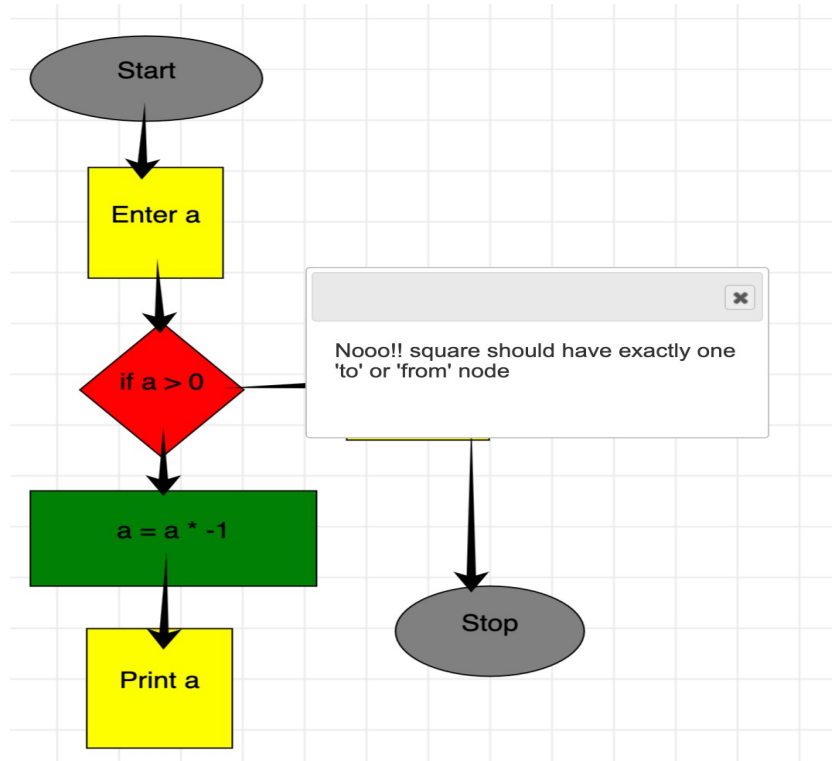 Start
Enter a
Nooo!! square should have exactly one
'to' or 'from' node
if a > 0
a = a * -1
Stop
Print a